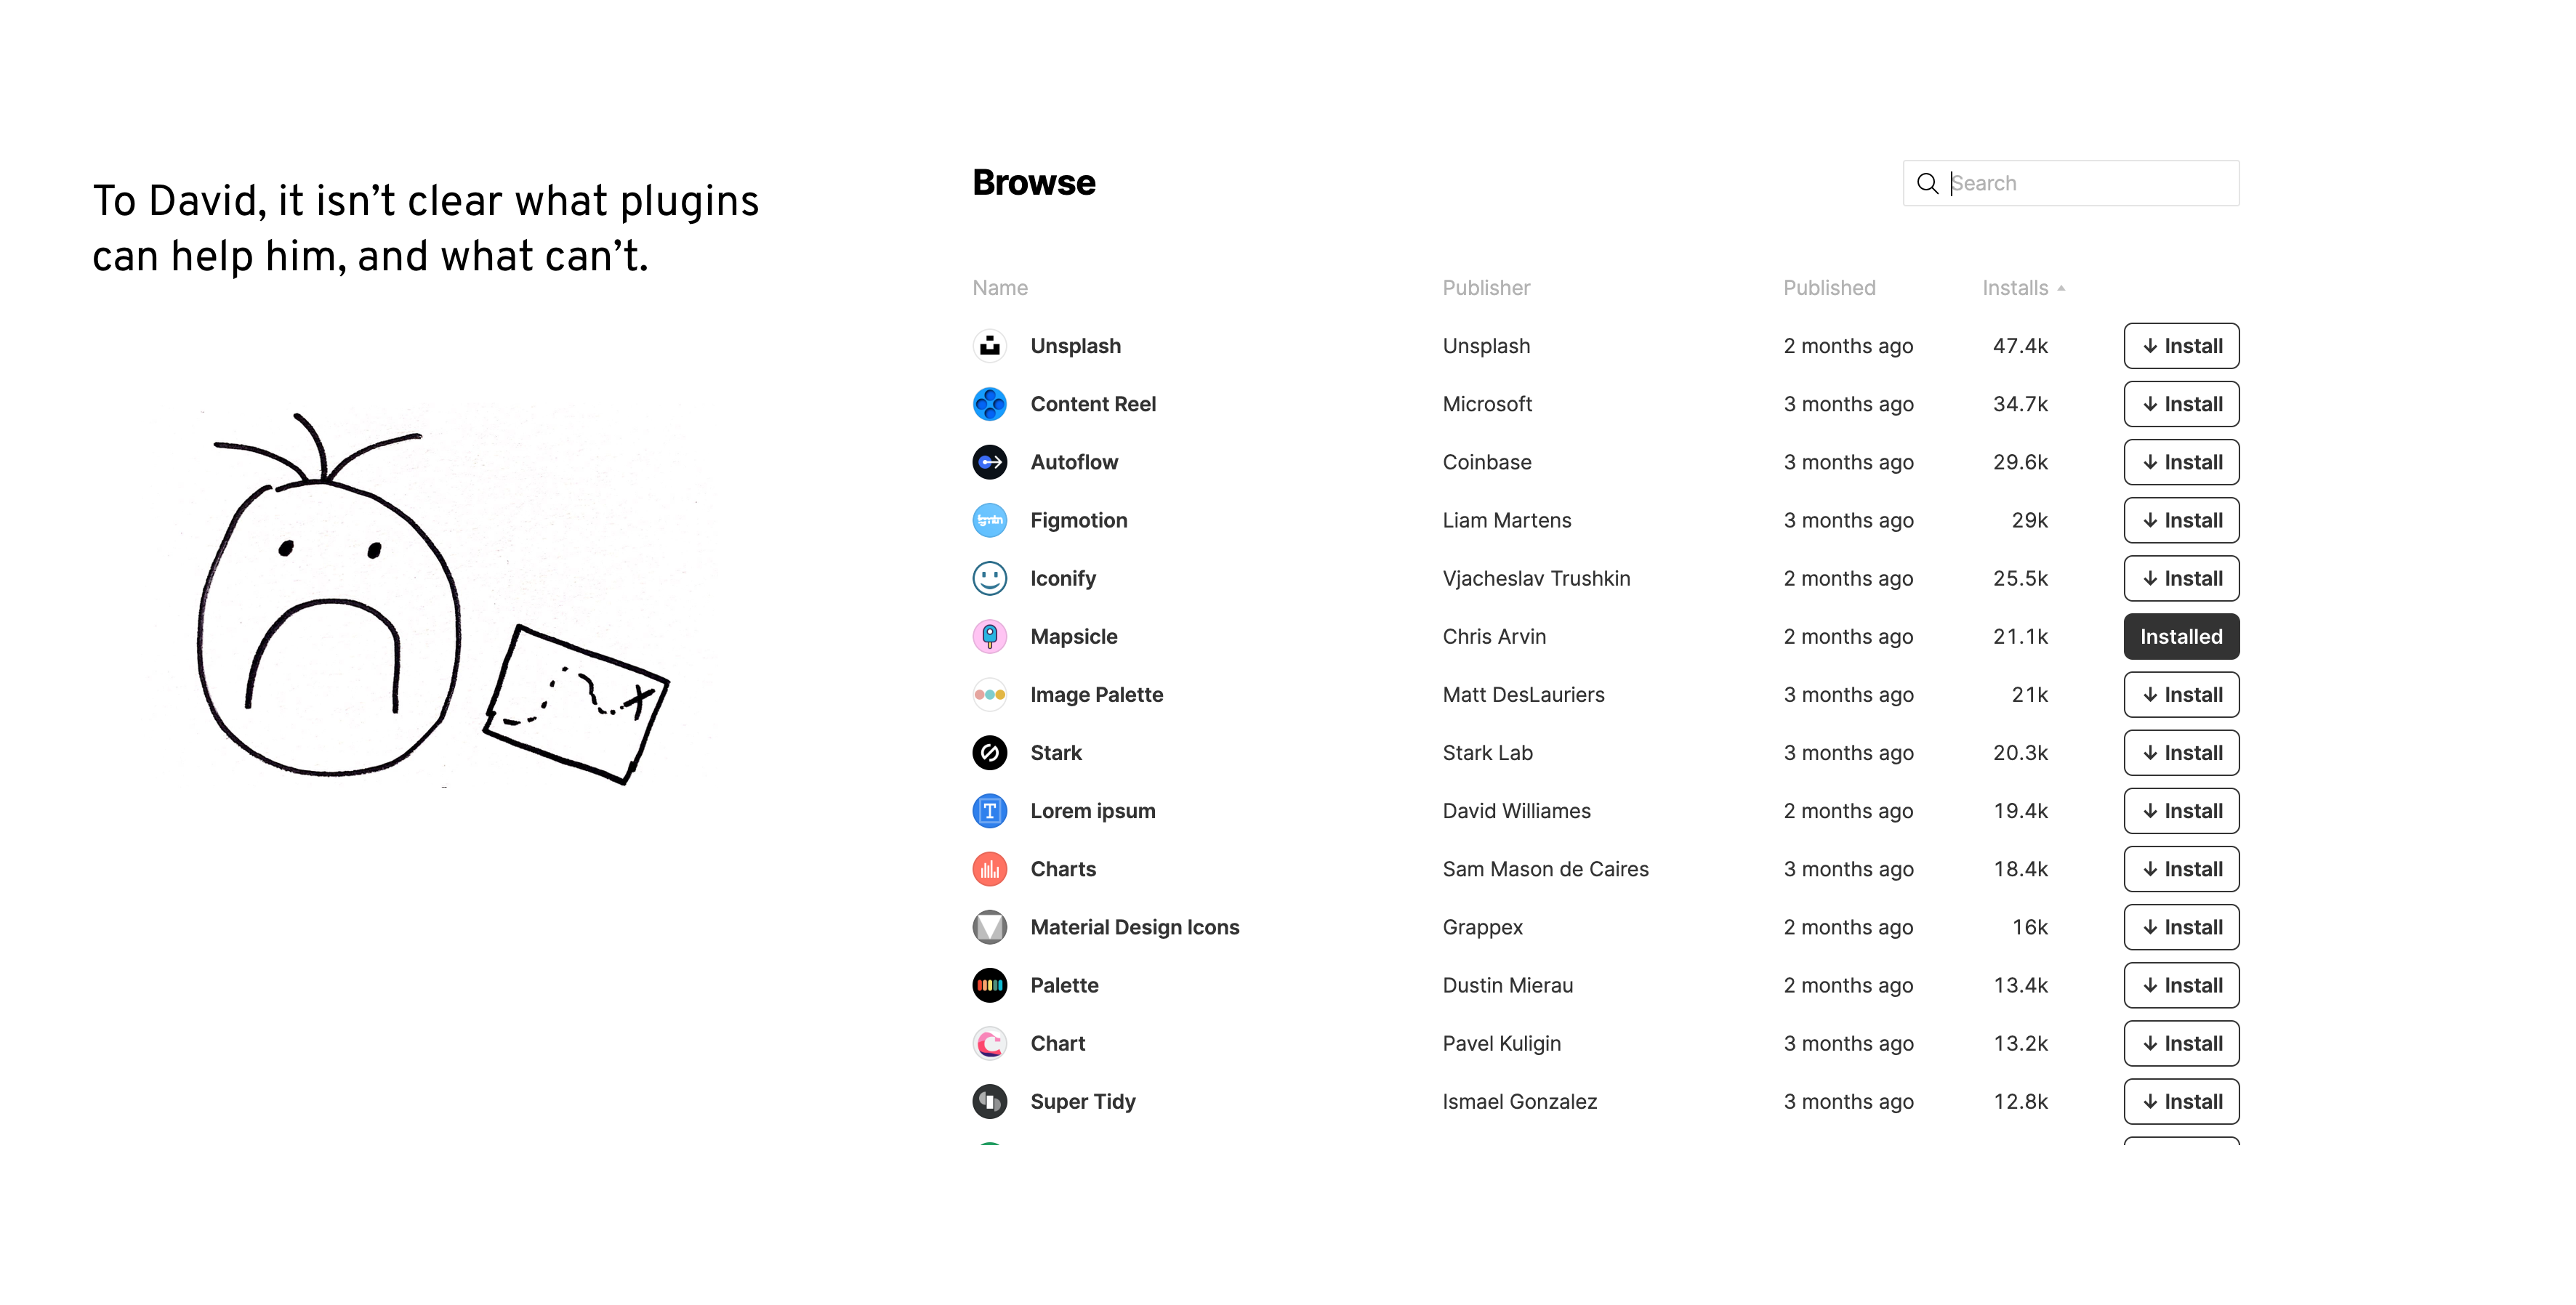 To David, it isn’t clear what plugins
can help him, and what can’t.
Browse
Search
Name Publisher Published Installs
Unsplash Unsplash 2 months ago 47.4k Install
Content Reel Microsoft 3 months ago 34.7k Install
Autoflow Coinbase 3 months ago 29.6k Install
Figmotion Liam Martens 3 months ago 29k Install
Iconify Vjacheslav Trushkin 2 months ago 25.5k Install
Mapsicle Chris Arvin 2 months ago 21.1k Installed
Image Palette Matt DesLauriers 3 months ago 21k Install
Stark Stark Lab 3 months ago 20.3k Install
T Lorem ipsum David Williames 2 months ago 19.4k Install
Charts Sam Mason de Caires 3 months ago 18.4k Install
Material Design Icons Grappex 2 months ago 16k Install
Palette Dustin Mierau 2 months ago 13.4k Install
Chart Pavel Kuligin 3 months ago 13.2k Install
Super Tidy Ismael Gonzalez 3 months ago 12.8k Install